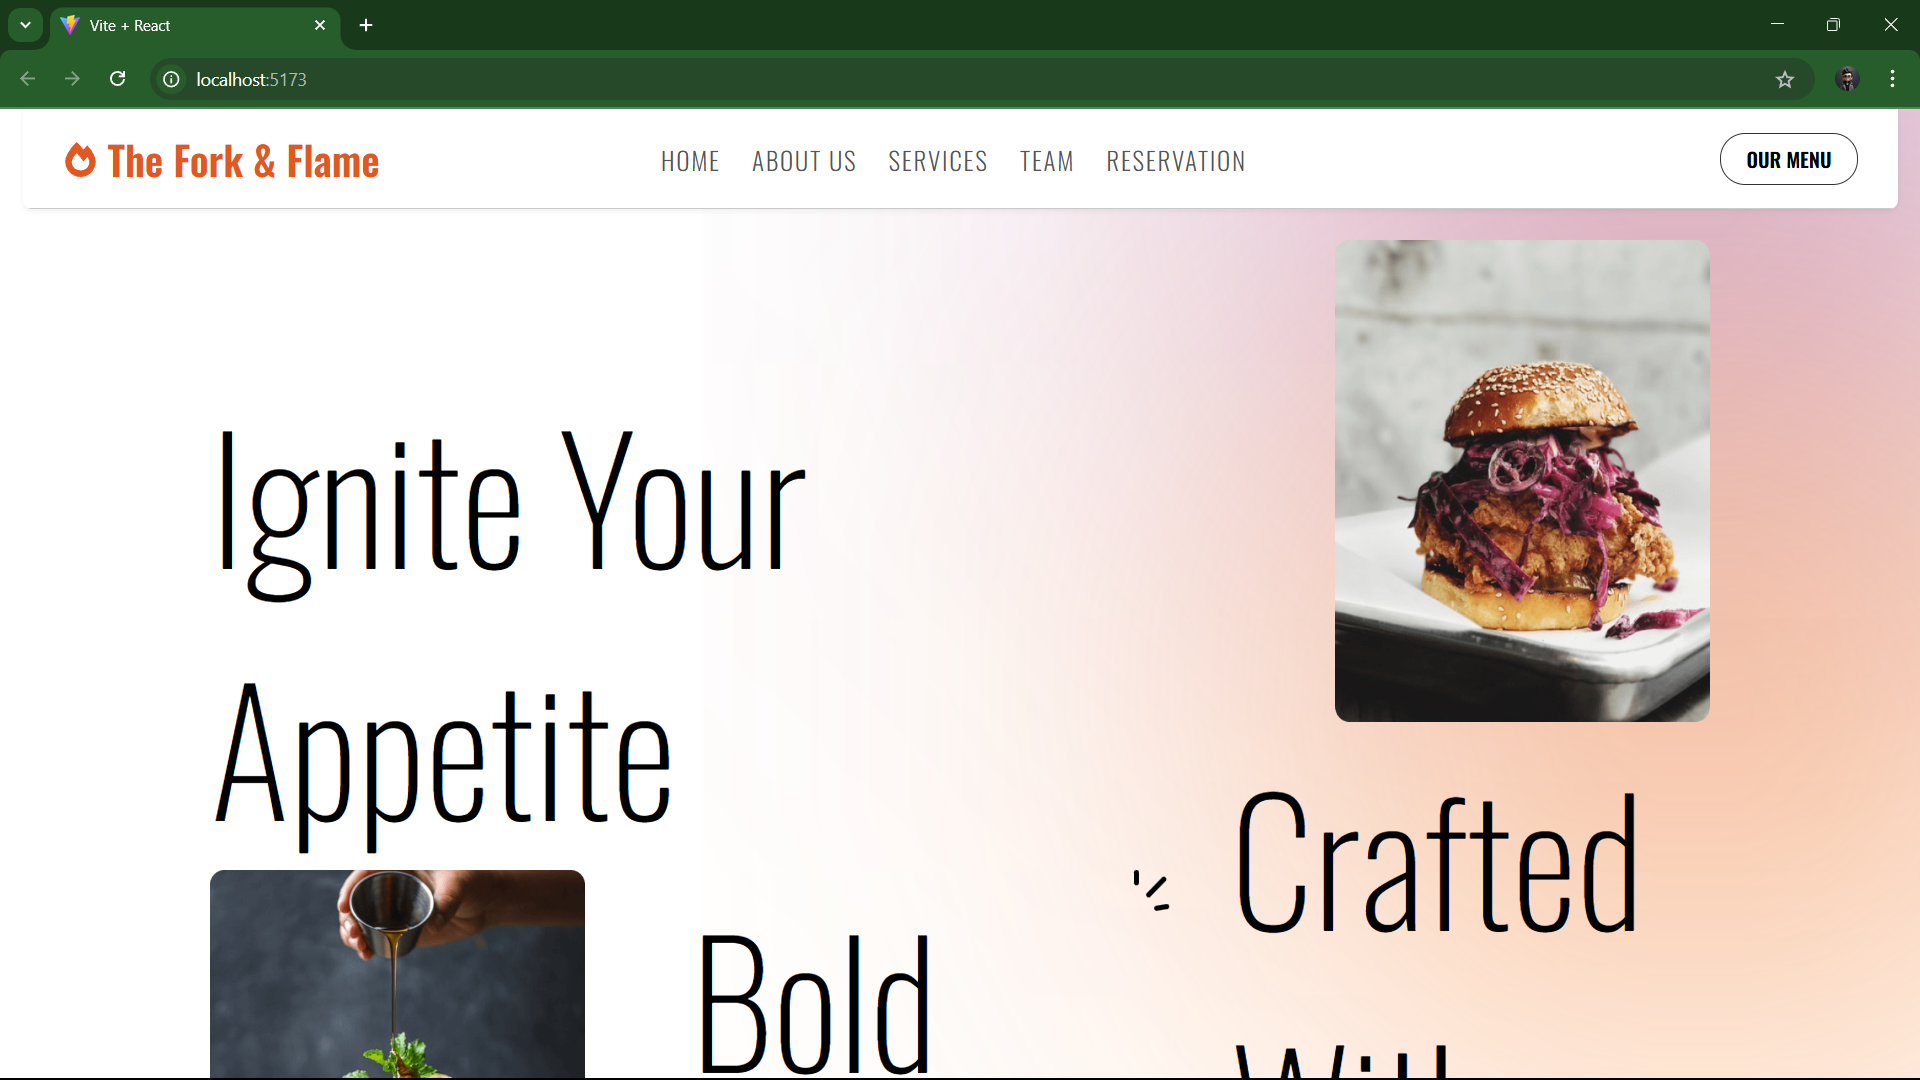 Vite + React
localhost:5173
The Fork & Flame
HOME
ABOUT US
SERVICES
TEAM
RESERVATION
OUR MENU
Ignite Your
Appetite
Crafted
Bold